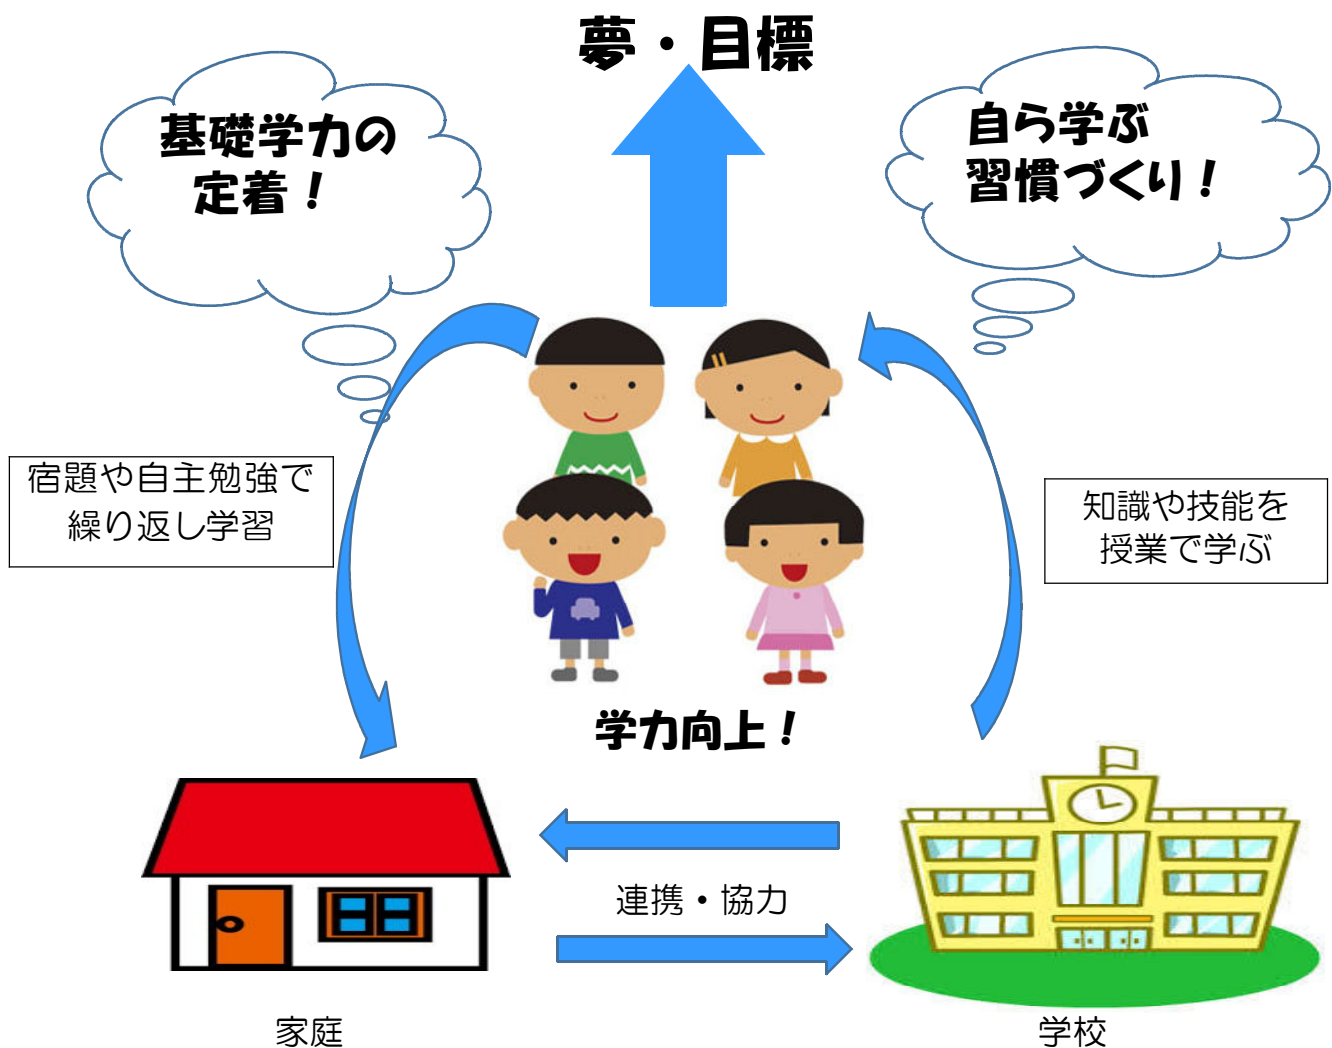 夢・目標
基礎学力の
定着！
自ら学ぶ
習慣づくり！
宿題や自主勉強で
繰り返し学習
知識や技能を
授業で学ぶ
学力向上！
連携・協力
家庭
学校